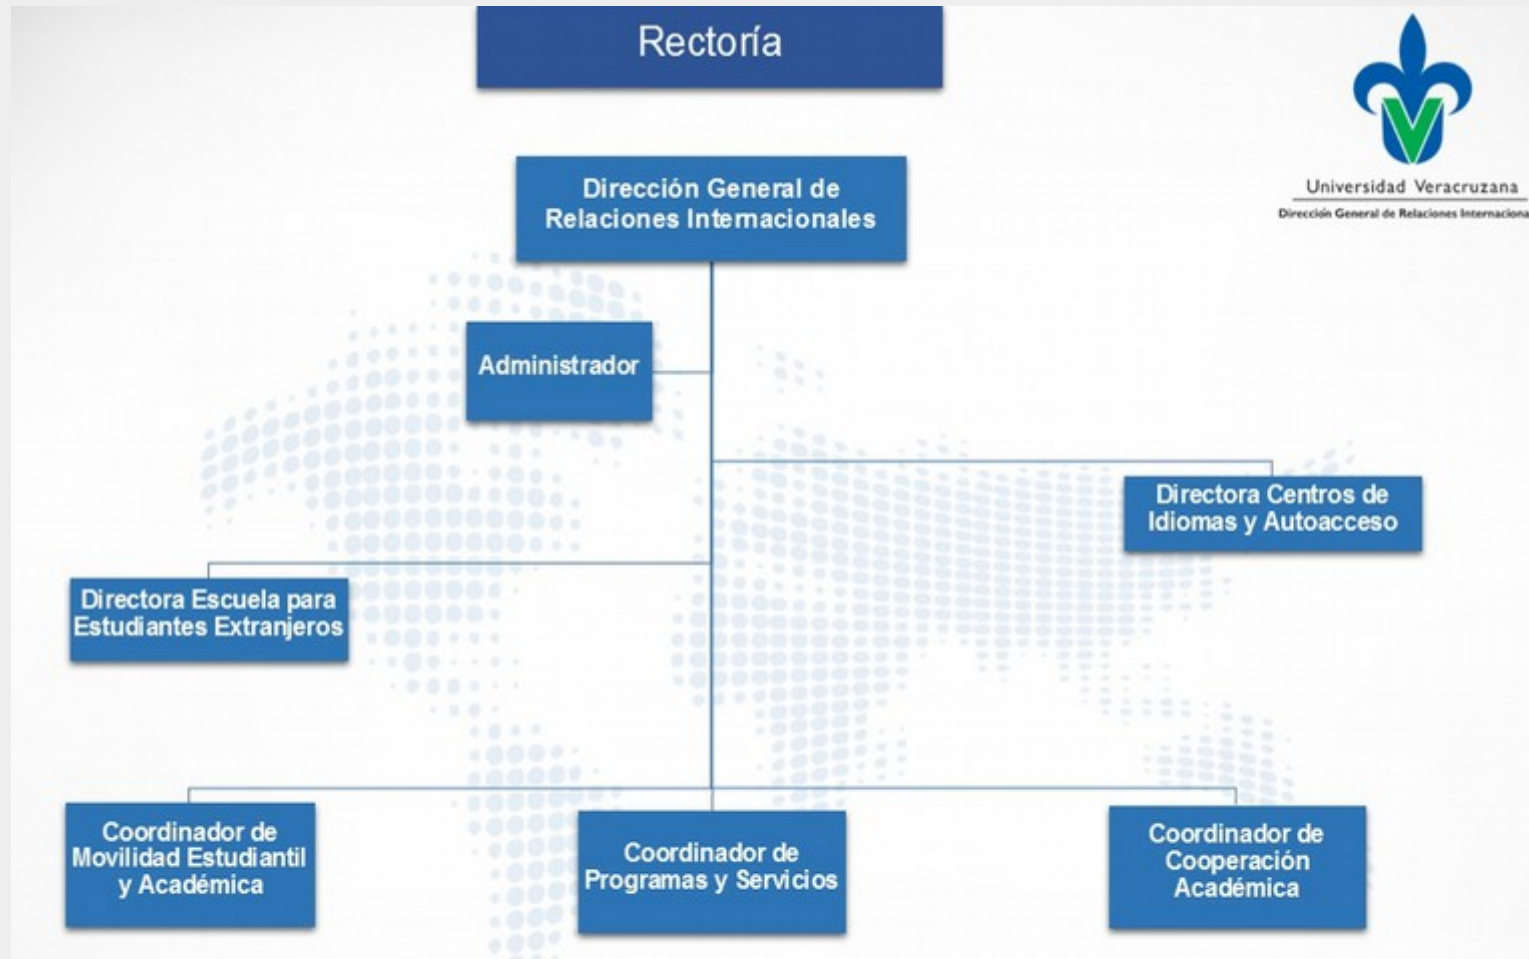 Rectoría
Universidad Veracruzana
Dirección General de Relaciones Internaciona
Dirección General de
Relaciones Internacionales
Administrador
Directora Centros de
Idiomas y Autoacceso
Directora Escuela para
Estudiantes Extranjeros
Coordinador de
Movilidad Estudiantil
y Académica
Coordinador de
Programas y Servicios
Coordinador de
Cooperación
Académica